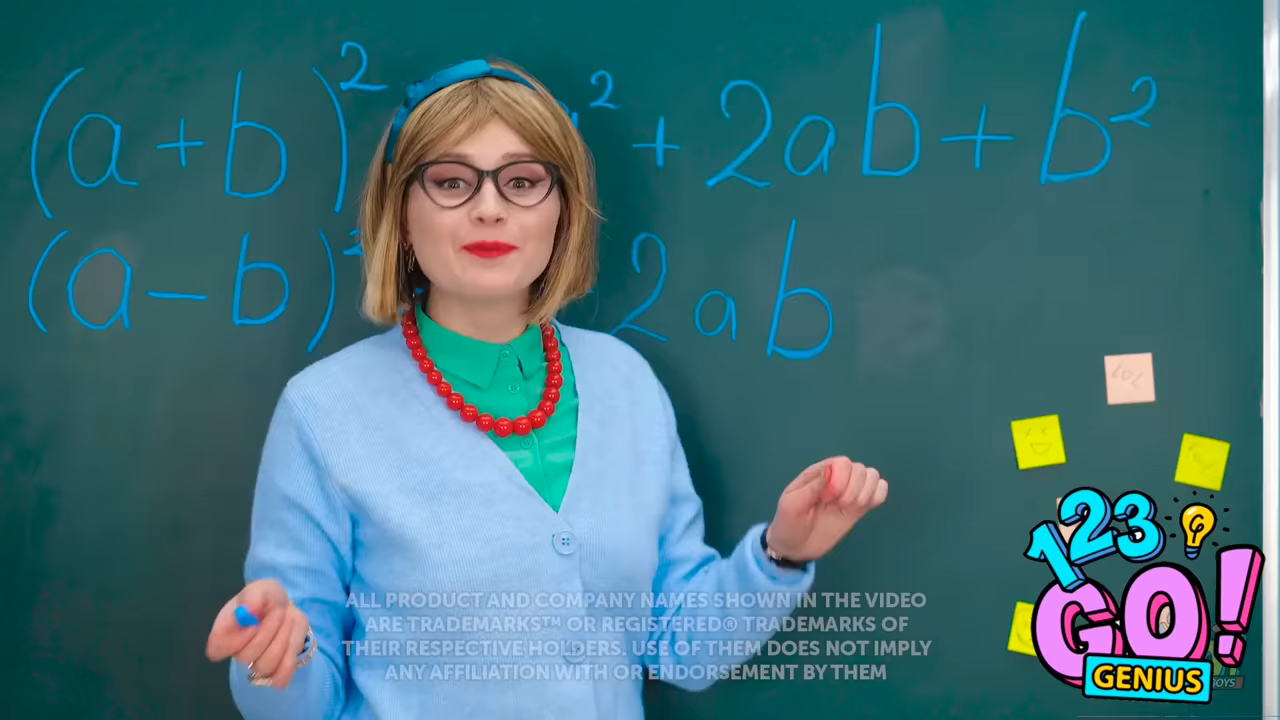 (a+b)² a² + 2ab + b²
(a-b)² 2ab
LOL
ALL PRODUCT AND COMPANY NAMES SHOWN IN THE VIDEO
ARE TRADEMARKS™ OR REGISTERED® TRADEMARKS OF
THEIR RESPECTIVE HOLDERS. USE OF THEM DOES NOT IMPLY
ANY AFFILIATION WITH OR ENDORSEMENT BY THEM
123
GO!
GENIUS